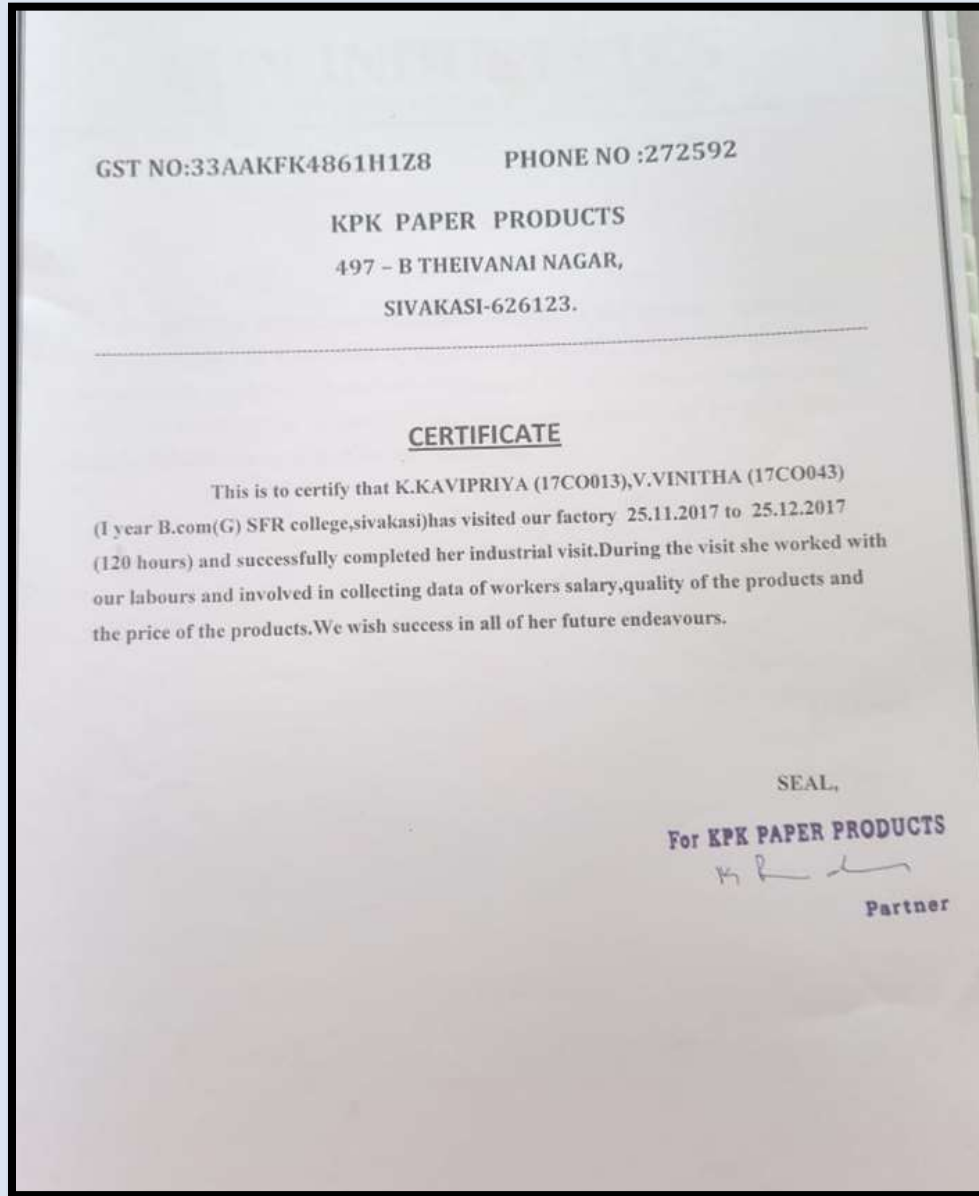 GST NO:33AAKFK4861H1Z8 PHONE NO :272592
KPK PAPER PRODUCTS
497 – B THEIVANAI NAGAR,
SIVAKASI-626123.
CERTIFICATE
This is to certify that K.KAVIPRIYA (17CO013),V.VINITHA (17CO043)
(I year B.com(G) SFR college,sivakasi)has visited our factory 25.11.2017 to 25.12.2017
(120 hours) and successfully completed her industrial visit.During the visit she worked with
our labours and involved in collecting data of workers salary,quality of the products and
the price of the products.We wish success in all of her future endeavours.
SEAL,
For KPK PAPER PRODUCTS
Partner